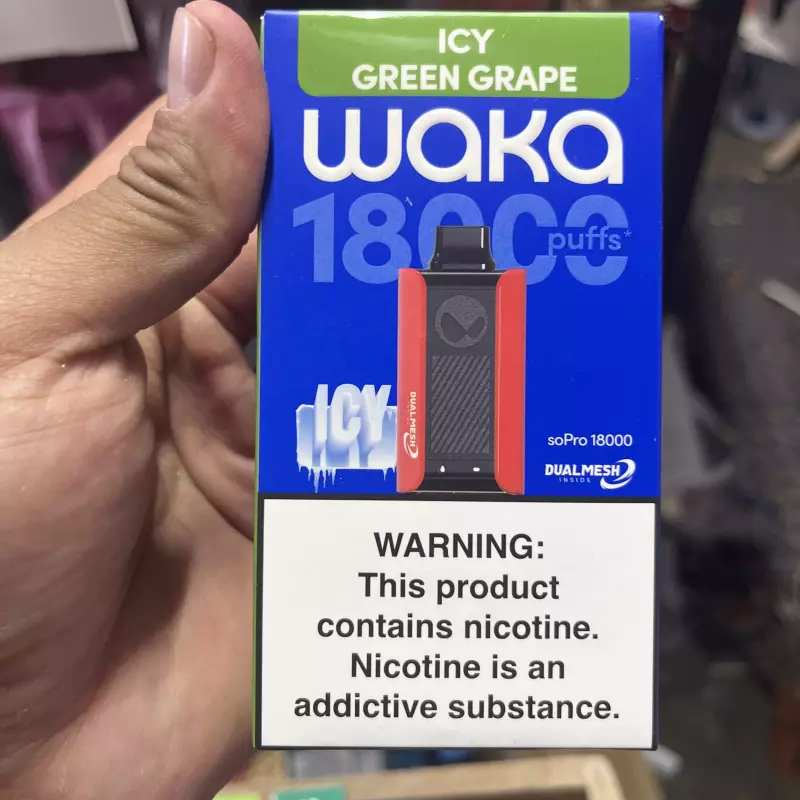 ICY
GREEN GRAPE
waka
18000
puffs*
ICY
DUALMESH
soPro 18000
DUALMESH
INSIDE
WARNING:
This product
contains nicotine.
Nicotine is an
addictive substance.